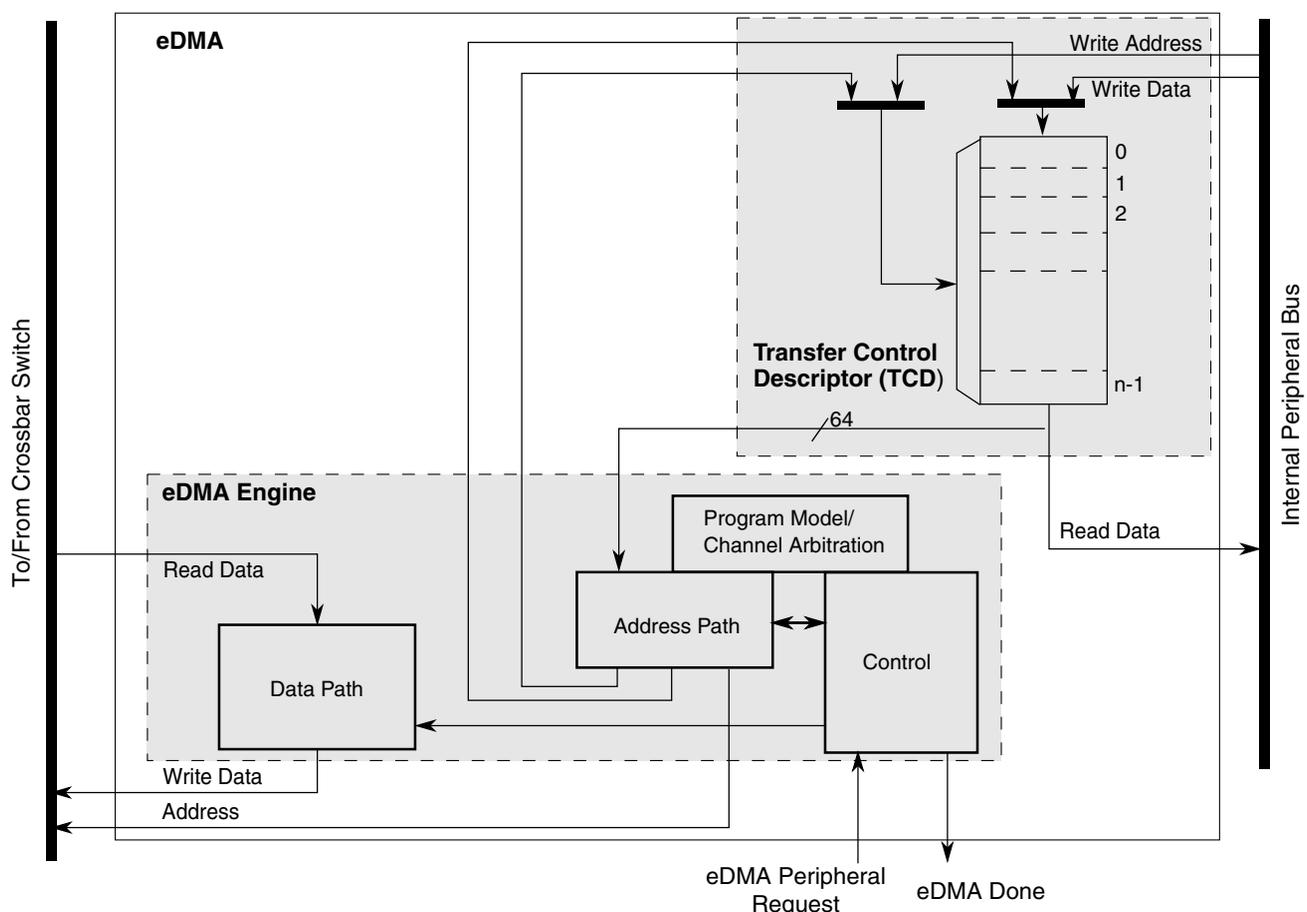 eDMA
Write Address
Write Data
0
1
2
n-1
Transfer Control
Descriptor (TCD)
64
To/From Crossbar Switch
Internal Peripheral Bus
eDMA Engine
Program Model/
Channel Arbitration
Read Data
Read Data
Address Path
Control
Data Path
Write Data
Address
eDMA Peripheral
Request
eDMA Done